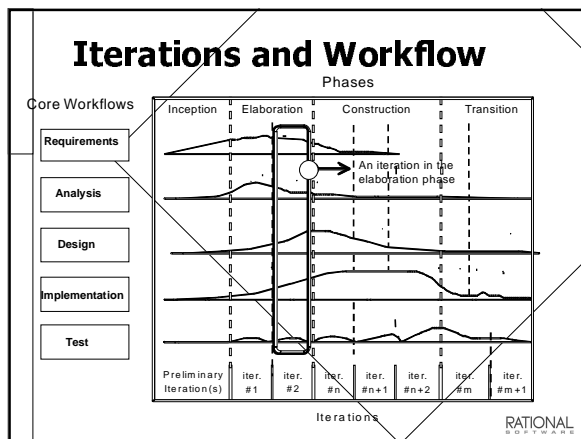 Iterations and Workflow
Phases
Core Workflows
Inception Elaboration Construction Transition
Requirements
An iteration in the
elaboration phase
Analysis
Design
Implementation
Test
Preliminary
Iteration(s)
iter.
#1
iter.
#2
iter.
#n
iter.
#n+1
iter.
#n+2
iter.
#m
iter.
#m+1
Iterations
RATIONAL
SOFTWARE